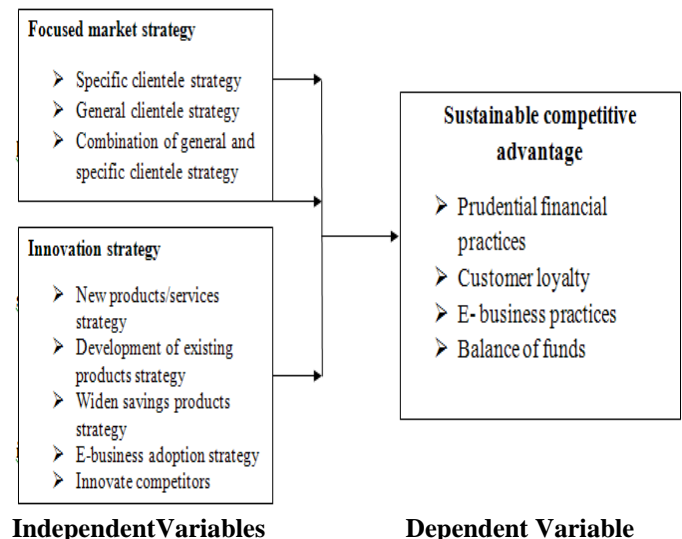 Focused market strategy
➤ Specific clientele strategy
➤ General clientele strategy
➤ Combination of general and
specific clientele strategy
Innovation strategy
➤ New products/services
strategy
➤ Development of existing
products strategy
➤ Widen savings products
strategy
➤ E-business adoption strategy
➤ Innovate competitors
Sustainable competitive
advantage
➤ Prudential financial
practices
➤ Customer loyalty
➤ E- business practices
➤ Balance of funds
IndependentVariables
Dependent Variable